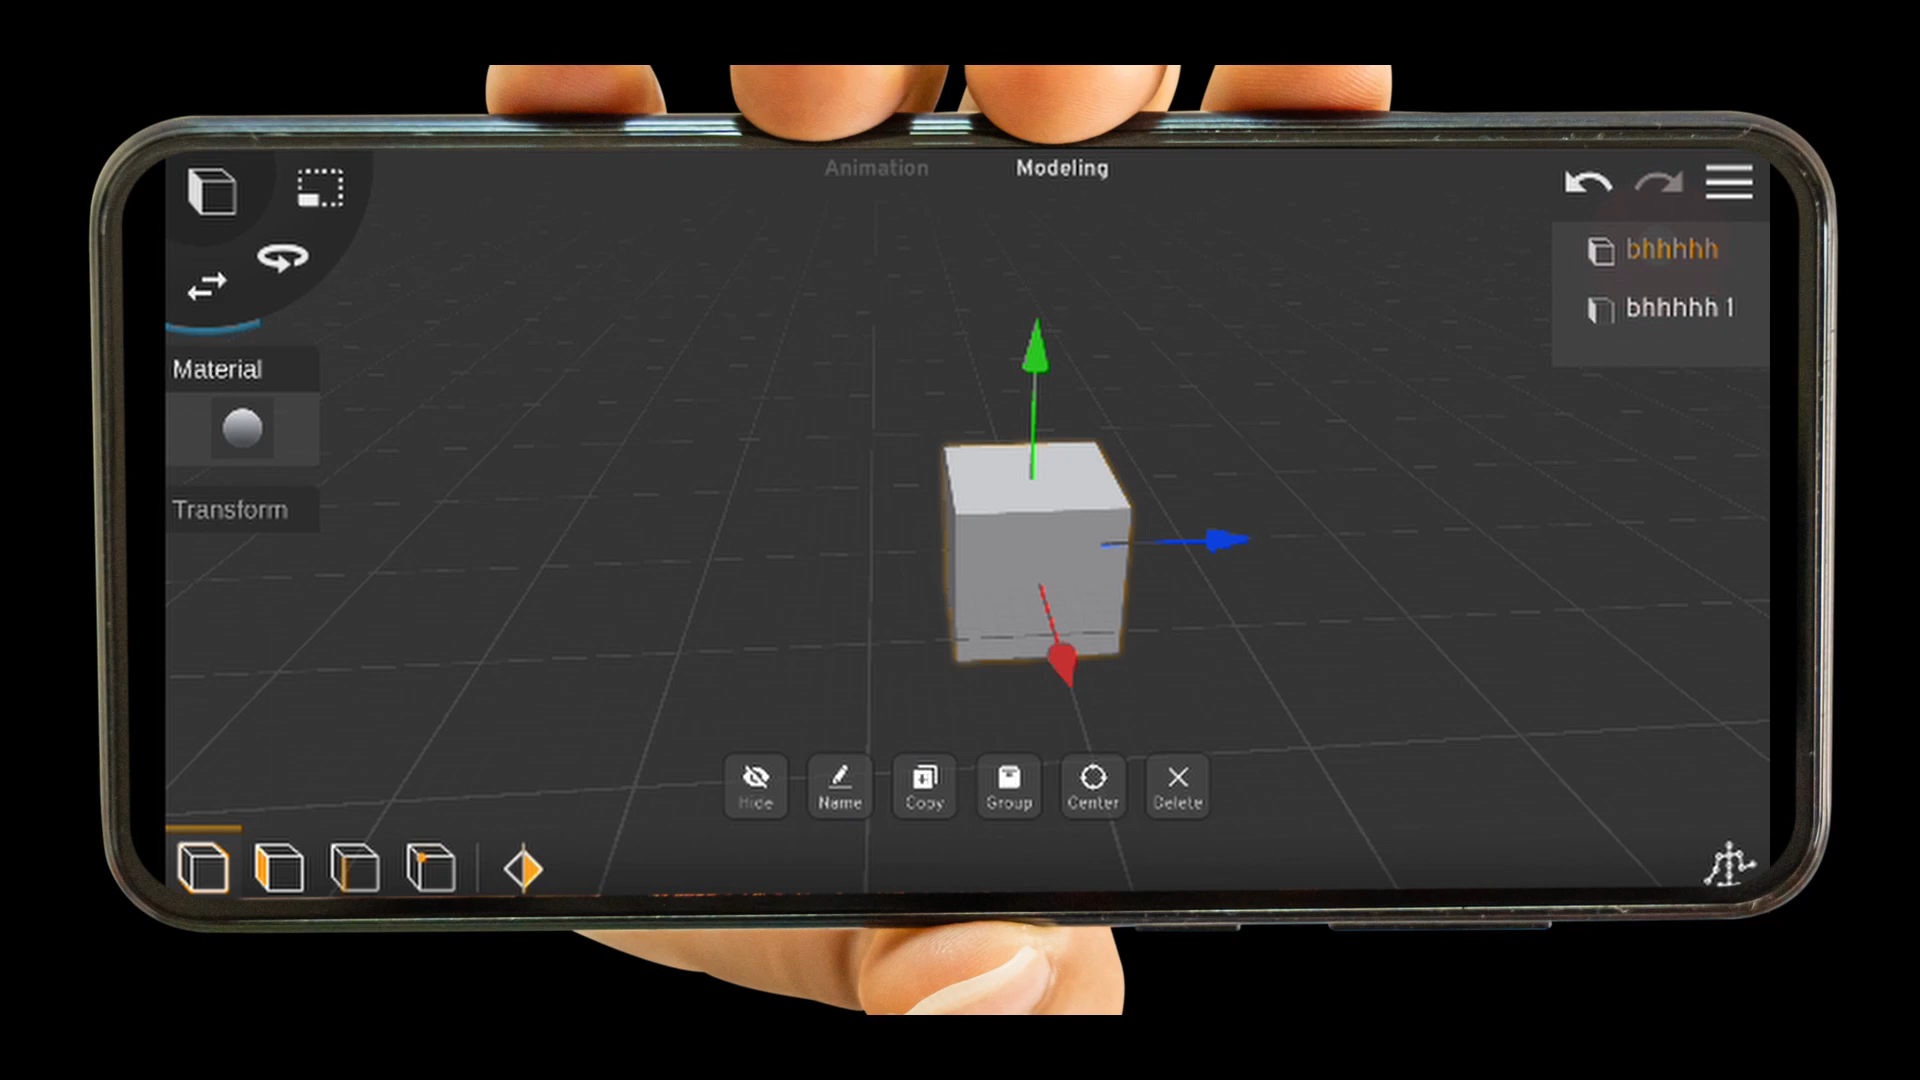 Animation
Modeling
bhhhhh
bhhhhh 1
Material
Transform
Hide
Name
Copy
Group
Center
Delete